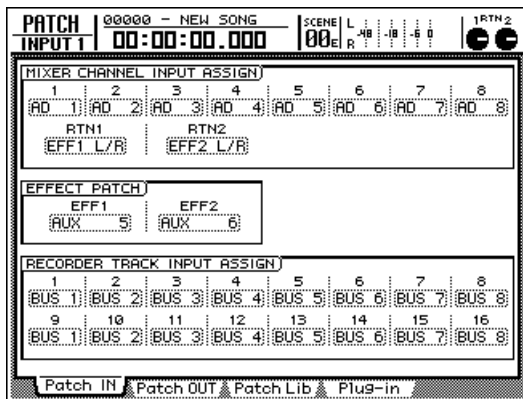 PATCH 00000 - NEW SONG SCENE L 1RTN2
INPUT 1 00:00:00.000 00E R -48 -18 -6 0
MIXER CHANNEL INPUT ASSIGN
1 2 3 4 5 6 7 8
AD 1 AD 2 AD 3 AD 4 AD 5 AD 6 AD 7 AD 8
RTN1 RTN2
EFF1 L/R EFF2 L/R
EFFECT PATCH
EFF1 EFF2
AUX 5 AUX 6
RECORDER TRACK INPUT ASSIGN
1 2 3 4 5 6 7 8
BUS 1 BUS 2 BUS 3 BUS 4 BUS 5 BUS 6 BUS 7 BUS 8
9 10 11 12 13 14 15 16
BUS 1 BUS 2 BUS 3 BUS 4 BUS 5 BUS 6 BUS 7 BUS 8
Patch IN Patch OUT Patch Lib Plug-in